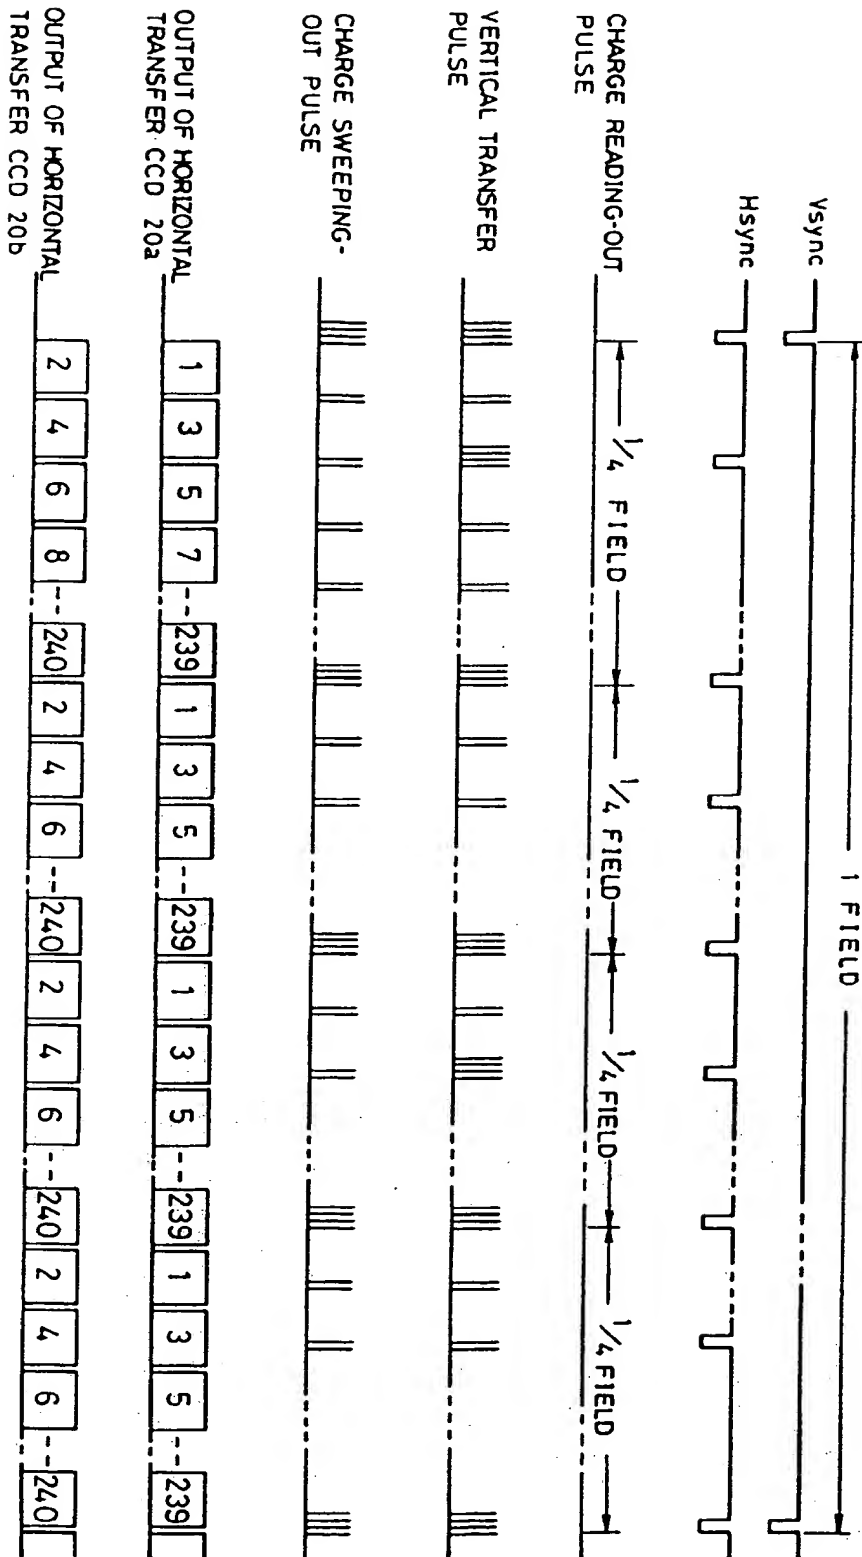 1 FIELD
Vsync
Hsync
CHARGE READING-OUT
PULSE
1/4 FIELD
1/4 FIELD
1/4 FIELD
1/4 FIELD
VERTICAL TRANSFER
PULSE
CHARGE SWEEPING-
OUT PULSE
OUTPUT OF HORIZONTAL
TRANSFER CCD 20a
1 3 5 7 --- 239 1 3 5 --- 239 1 3 5 --- 239 1 3 5 --- 239
OUTPUT OF HORIZONTAL
TRANSFER CCD 20b
2 4 6 8 --- 240 2 4 6 --- 240 2 4 6 --- 240 2 4 6 --- 240